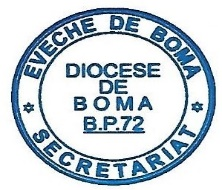 EVECHE DE BOMA
DIOCESE
DE
BOMA
B.P.72
SECRETARIAT